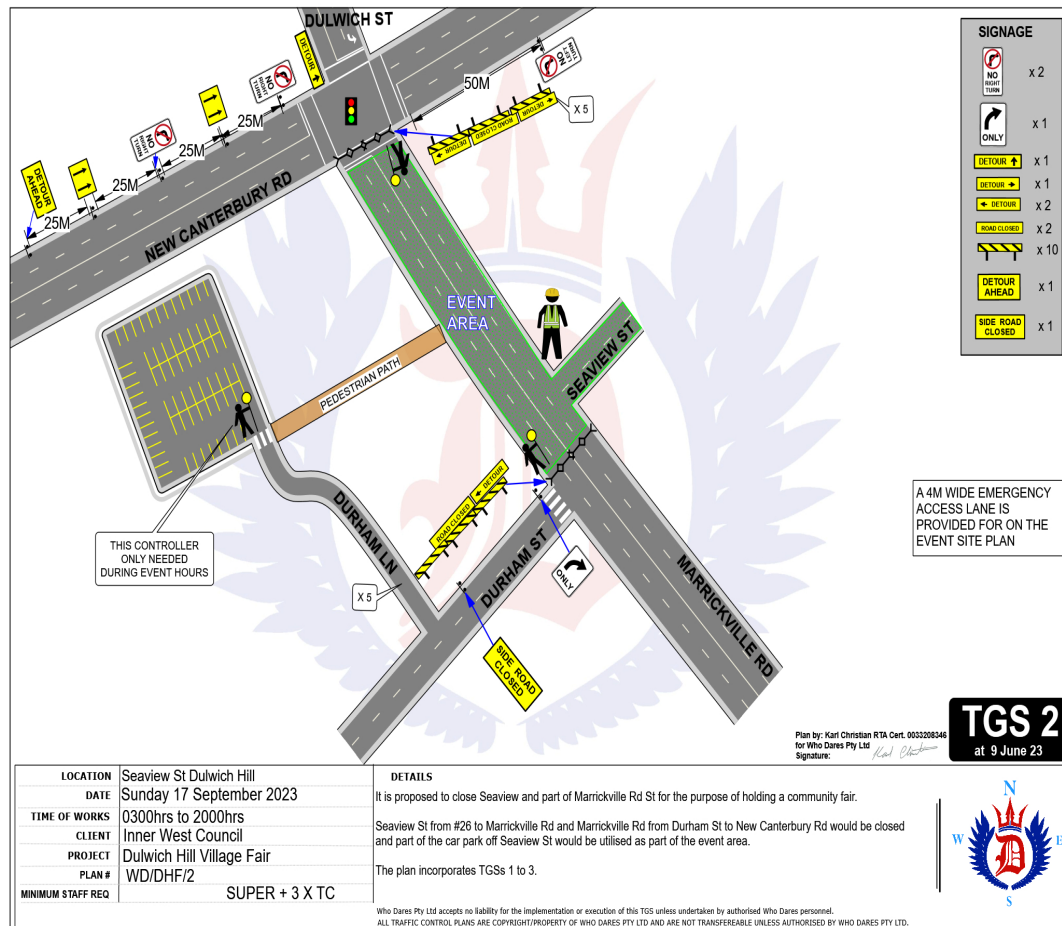 DULWICH ST
DETOUR ↑
NO
RIGHT
TURN
NO
LEFT
TURN
50M
DETOUR →
ROAD CLOSED
← DETOUR
X 5
25M
25M
NO
RIGHT
TURN
25M
25M
DETOUR
AHEAD
NEW CANTERBURY RD
EVENT
AREA
SEAVIEW ST
PEDESTRIAN PATH
THIS CONTROLLER
ONLY NEEDED
DURING EVENT HOURS
DURHAM LN
X 5
ROAD CLOSED
← DETOUR
DURHAM ST
ONLY
SIDE ROAD
CLOSED
MARRICKVILLE RD
SIGNAGE
NO
RIGHT
TURN
x 2
ONLY
x 1
DETOUR ↑ x 1
DETOUR → x 1
← DETOUR x 2
ROAD CLOSED x 2
x 10
DETOUR
AHEAD
x 1
SIDE ROAD
CLOSED
x 1
A 4M WIDE EMERGENCY
ACCESS LANE IS
PROVIDED FOR ON THE
EVENT SITE PLAN
Plan by: Karl Christian RTA Cert. 0033208346
for Who Dares Pty Ltd
Signature:
TGS 2
at 9 June 23
LOCATION Seaview St Dulwich Hill
DATE Sunday 17 September 2023
TIME OF WORKS 0300hrs to 2000hrs
CLIENT Inner West Council
PROJECT Dulwich Hill Village Fair
PLAN # WD/DHF/2
MINIMUM STAFF REQ SUPER + 3 X TC
DETAILS
It is proposed to close Seaview and part of Marrickville Rd St for the purpose of holding a community fair.
Seaview St from #26 to Marrickville Rd and Marrickville Rd from Durham St to New Canterbury Rd would be closed
and part of the car park off Seaview St would be utilised as part of the event area.
The plan incorporates TGSs 1 to 3.
Who Dares Pty Ltd accepts no liability for the implementation or execution of this TGS unless undertaken by authorised Who Dares personnel.
ALL TRAFFIC CONTROL PLANS ARE COPYRIGHT/PROPERTY OF WHO DARES PTY LTD AND ARE NOT TRANSFEREABLE UNLESS AUTHORISED BY WHO DARES PTY LTD.
N
W
E
S
D